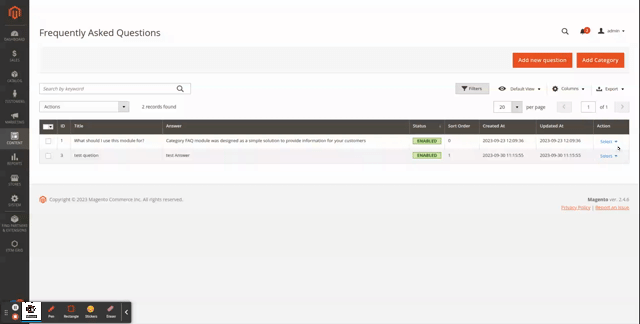 Frequently Asked Questions
admin
Add new question
Add Category
Search by keyword
Filters
Default View
Columns
Export
Actions
2 records found
20
per page
1
of 1
ID
Title
Answer
Status
Sort Order
Created At
Updated At
Action
1
What should I use this module for?
Category FAQ module was designed as a simple solution to provide information for your customers
ENABLED
0
2023-09-23 12:09:36
2023-09-23 12:09:36
Select
3
test question
test Answer
ENABLED
1
2023-09-30 11:13:55
2023-09-30 11:13:55
Select
Copyright © 2023 Magento Commerce Inc. All rights reserved.
Magento ver. 2.4.6
Privacy Policy | Report an Issue
DASHBOARD
SALES
CATALOG
CUSTOMERS
MARKETING
CONTENT
REPORTS
STORES
SYSTEM
FIND PARTNERS
& EXTENSIONS
Pen
Rectangle
Stickers
Eraser